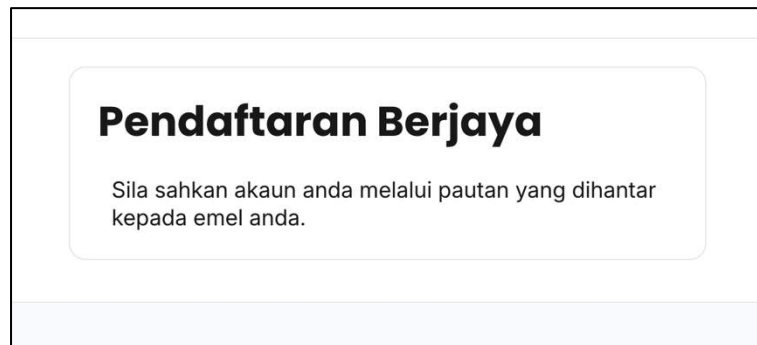 Pendaftaran Berjaya
Sila sahkan akaun anda melalui pautan yang dihantar
kepada emel anda.